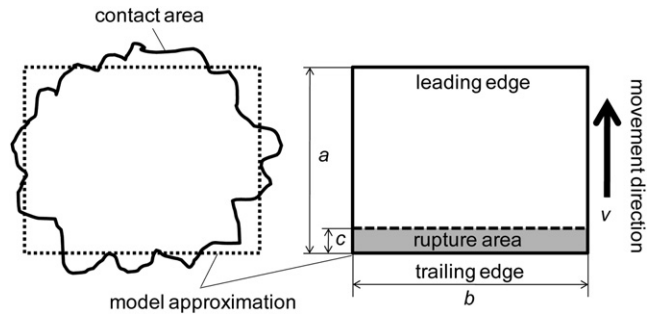 contact area
leading edge
a
movement direction
v
c
rupture area
trailing edge
b
model approximation